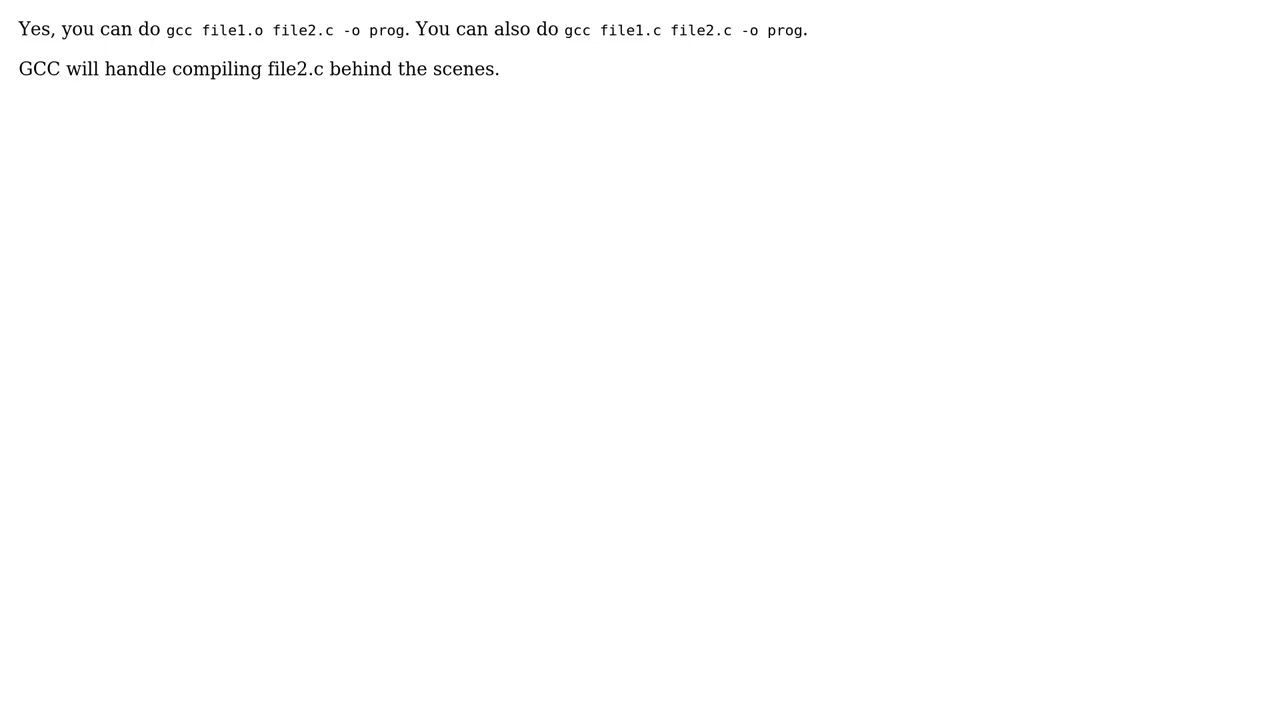 Yes, you can do gcc file1.o file2.c -o prog. You can also do gcc file1.c file2.c -o prog.
GCC will handle compiling file2.c behind the scenes.